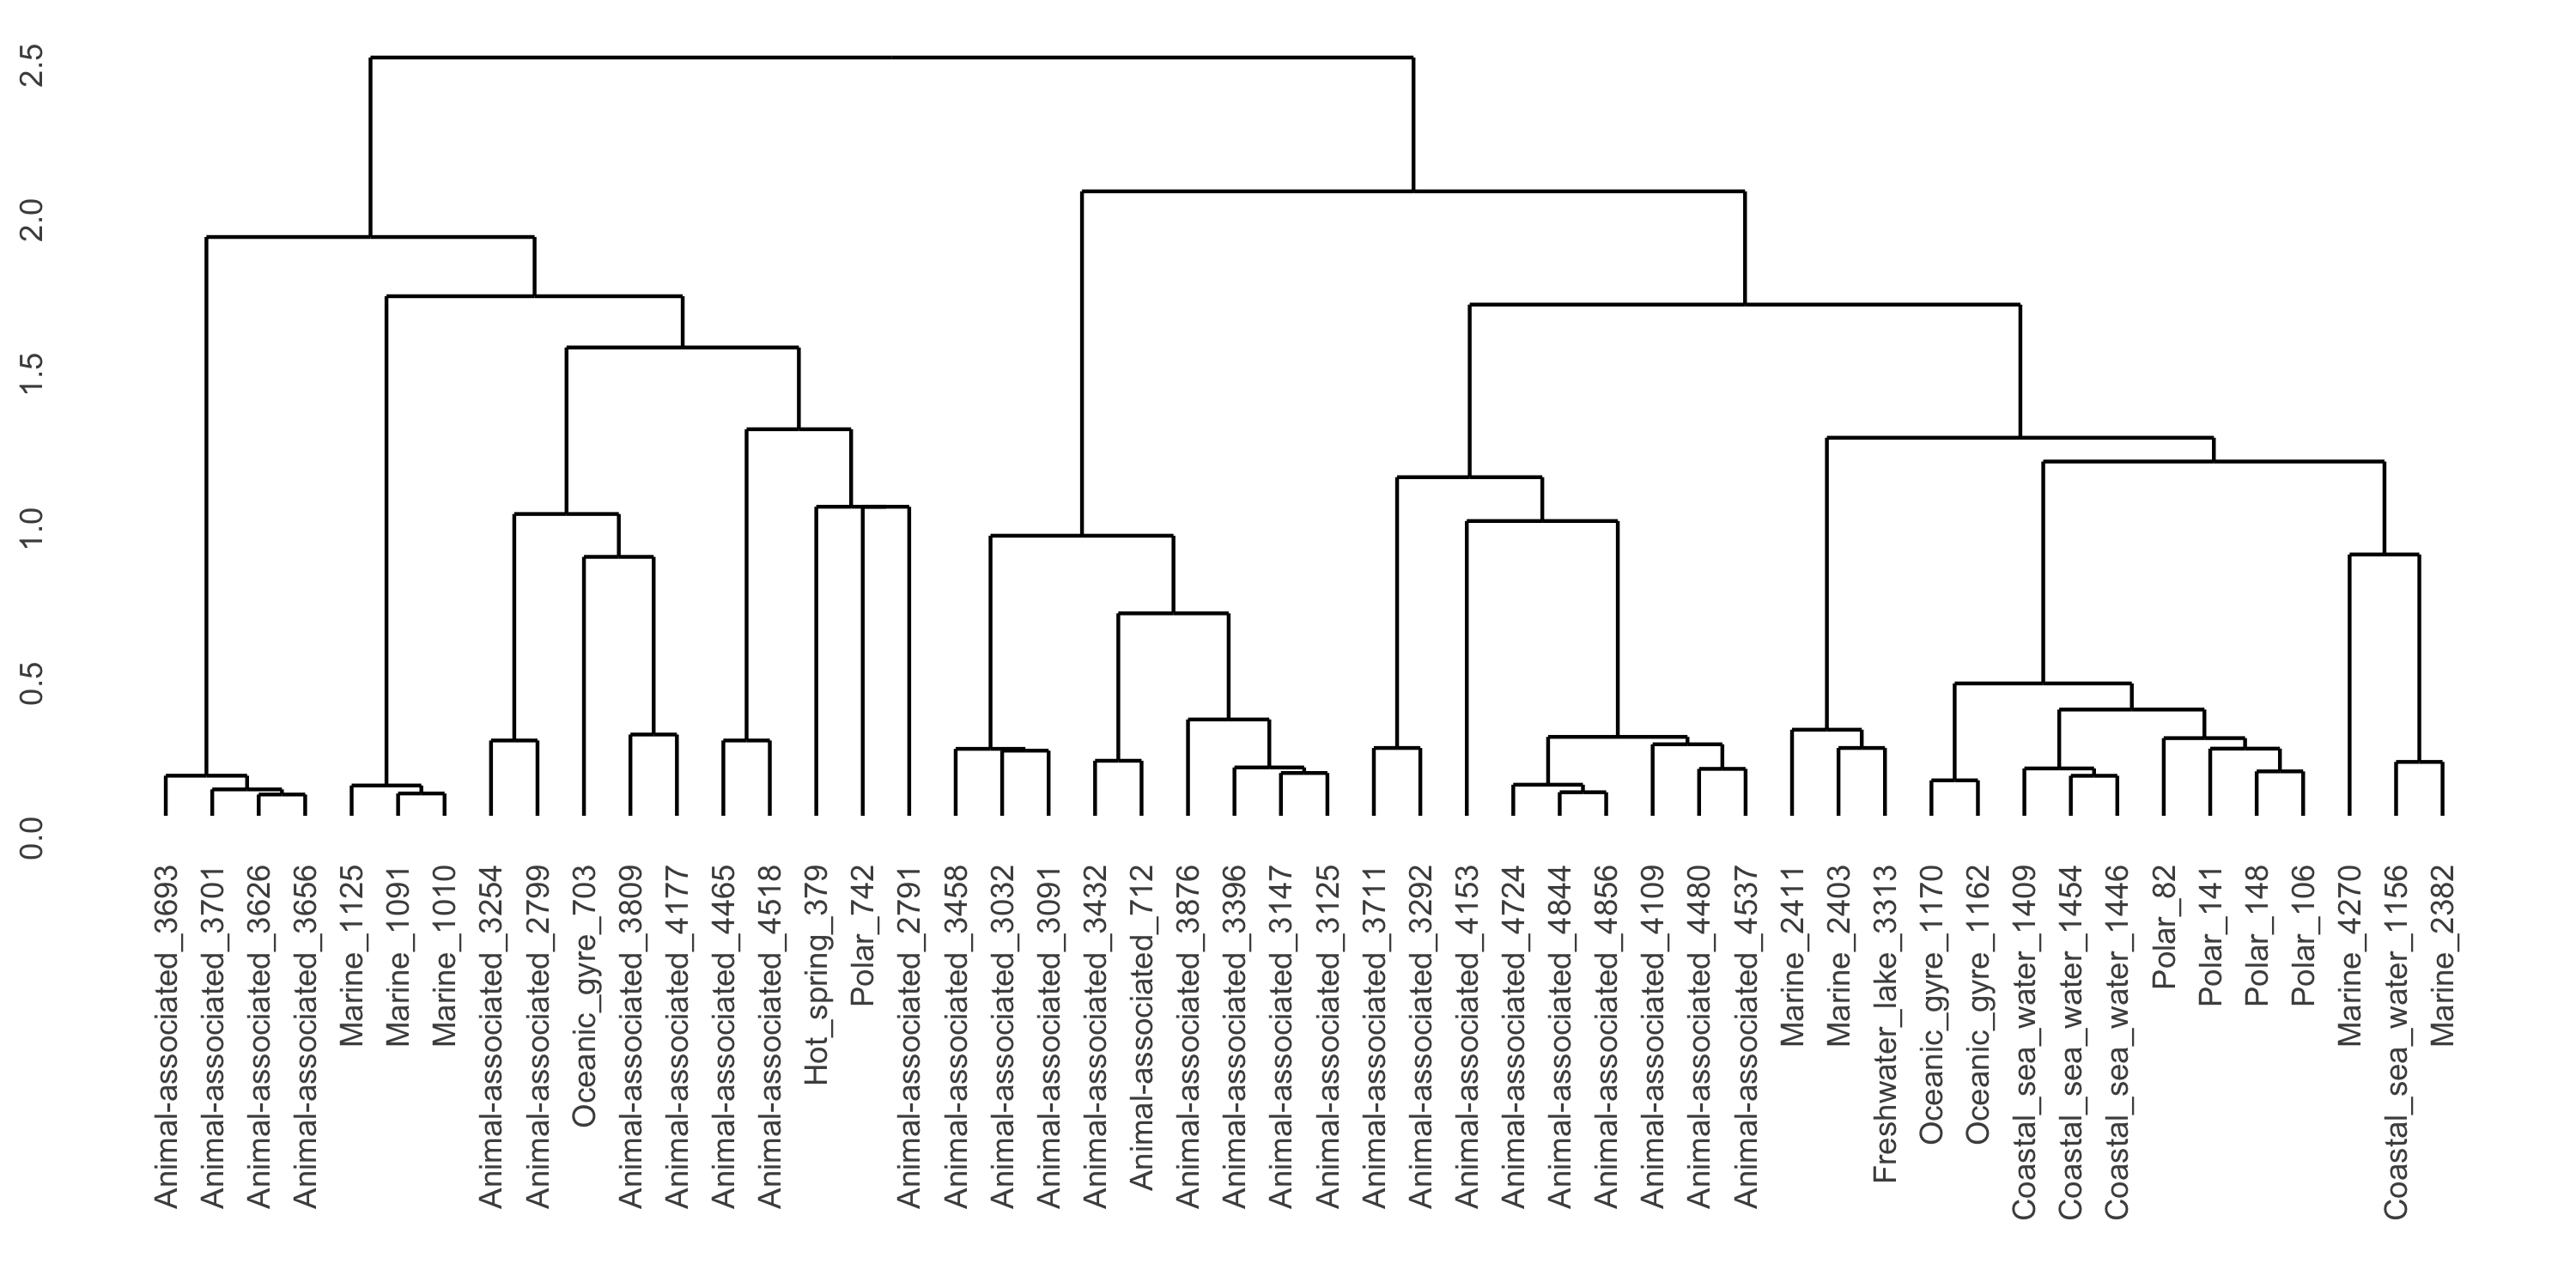 2.5
2.0
1.5
1.0
0.5
0.0
Animal-associated_3693
Animal-associated_3701
Animal-associated_3626
Animal-associated_3656
Marine_1125
Marine_1091
Marine_1010
Animal-associated_3254
Animal-associated_2799
Oceanic_gyre_703
Animal-associated_3809
Animal-associated_4177
Animal-associated_4465
Animal-associated_4518
Hot_spring_379
Polar_742
Animal-associated_2791
Animal-associated_3458
Animal-associated_3032
Animal-associated_3091
Animal-associated_3432
Animal-associated_712
Animal-associated_3876
Animal-associated_3396
Animal-associated_3147
Animal-associated_3125
Animal-associated_3711
Animal-associated_3292
Animal-associated_4153
Animal-associated_4724
Animal-associated_4844
Animal-associated_4856
Animal-associated_4109
Animal-associated_4480
Animal-associated_4537
Marine_2411
Marine_2403
Freshwater_lake_3313
Oceanic_gyre_1170
Oceanic_gyre_1162
Coastal_sea_water_1409
Coastal_sea_water_1454
Coastal_sea_water_1446
Polar_82
Polar_141
Polar_148
Polar_106
Marine_4270
Coastal_sea_water_1156
Marine_2382